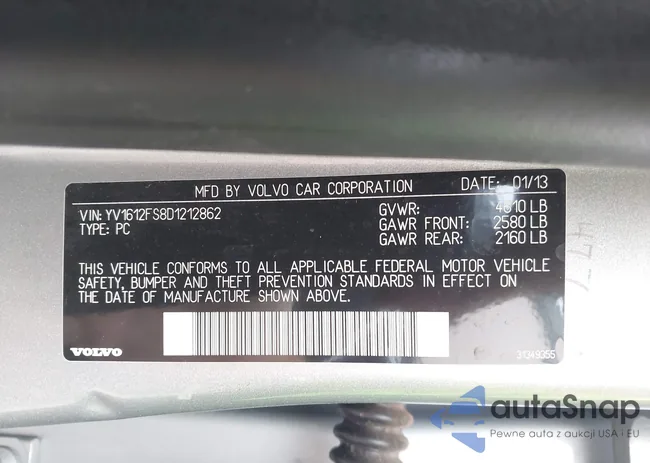 MFD BY VOLVO CAR CORPORATION DATE: 01/13
VIN: YV1612FS8D1212862 GVWR: 4610 LB
TYPE: PC GAWR FRONT: 2580 LB
GAWR REAR: 2160 LB
THIS VEHICLE CONFORMS TO ALL APPLICABLE FEDERAL MOTOR VEHICLE
SAFETY, BUMPER AND THEFT PREVENTION STANDARDS IN EFFECT ON
THE DATE OF MANUFACTURE SHOWN ABOVE.
VOLVO 31349355
autoSnap
Pewne auta z aukcji USA i EU